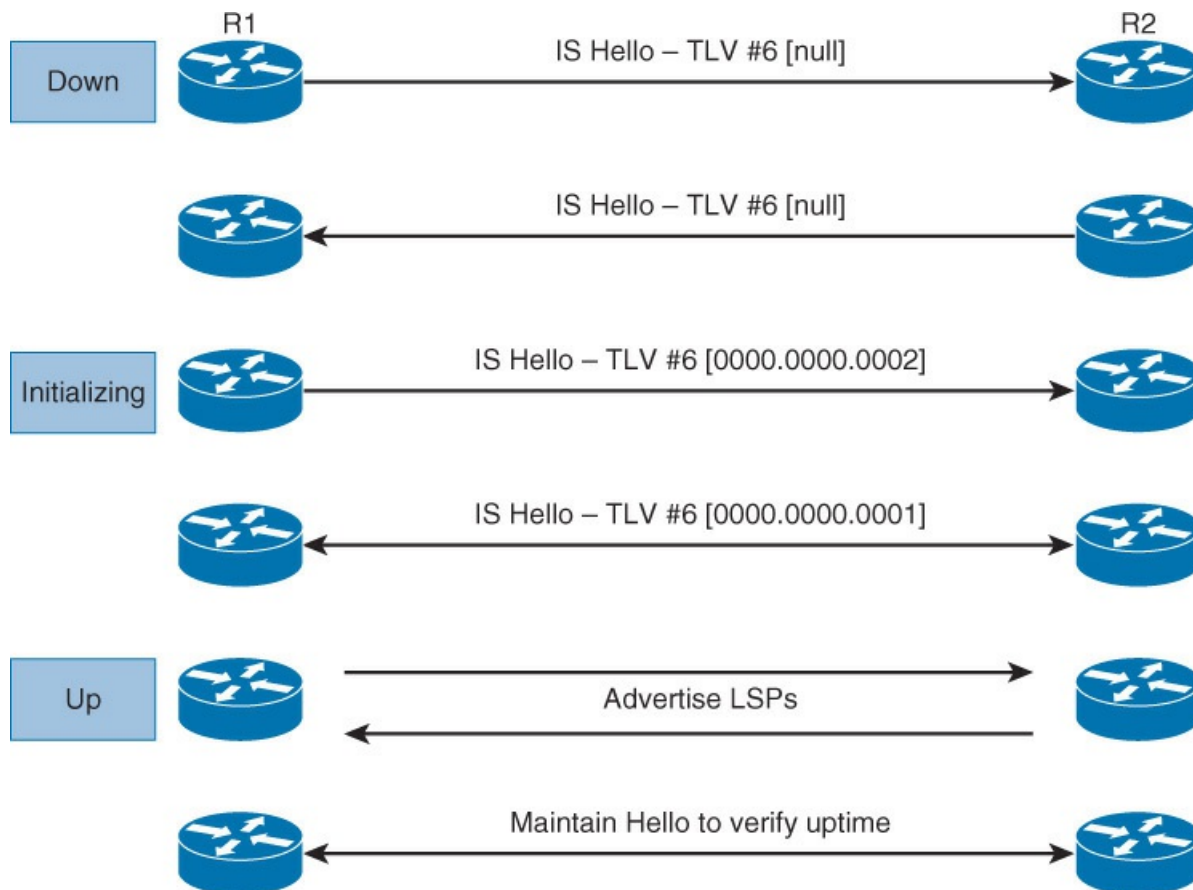 R1
R2
Down
IS Hello – TLV #6 [null]
IS Hello – TLV #6 [null]
Initializing
IS Hello – TLV #6 [0000.0000.0002]
IS Hello – TLV #6 [0000.0000.0001]
Up
Advertise LSPs
Maintain Hello to verify uptime